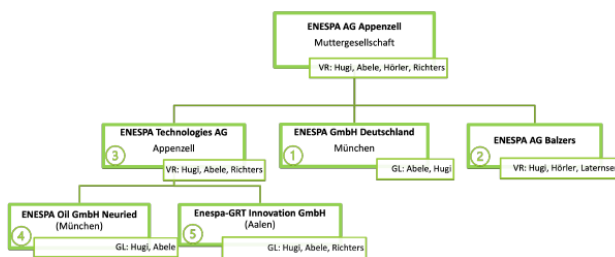 ENESPA AG Appenzell
Muttergesellschaft
VR: Hugi, Abele, Hörler, Richters
ENESPA Technologies AG
Appenzell
3
VR: Hugi, Abele, Richters
ENESPA GmbH Deutschland
München
1
GL: Abele, Hugi
ENESPA AG Balzers
2
VR: Hugi, Hörler, Laternser
ENESPA Oil GmbH Neuried
(München)
4
GL: Hugi, Abele
Enespa-GRT Innovation GmbH
(Aalen)
5
GL: Hugi, Abele, Richters